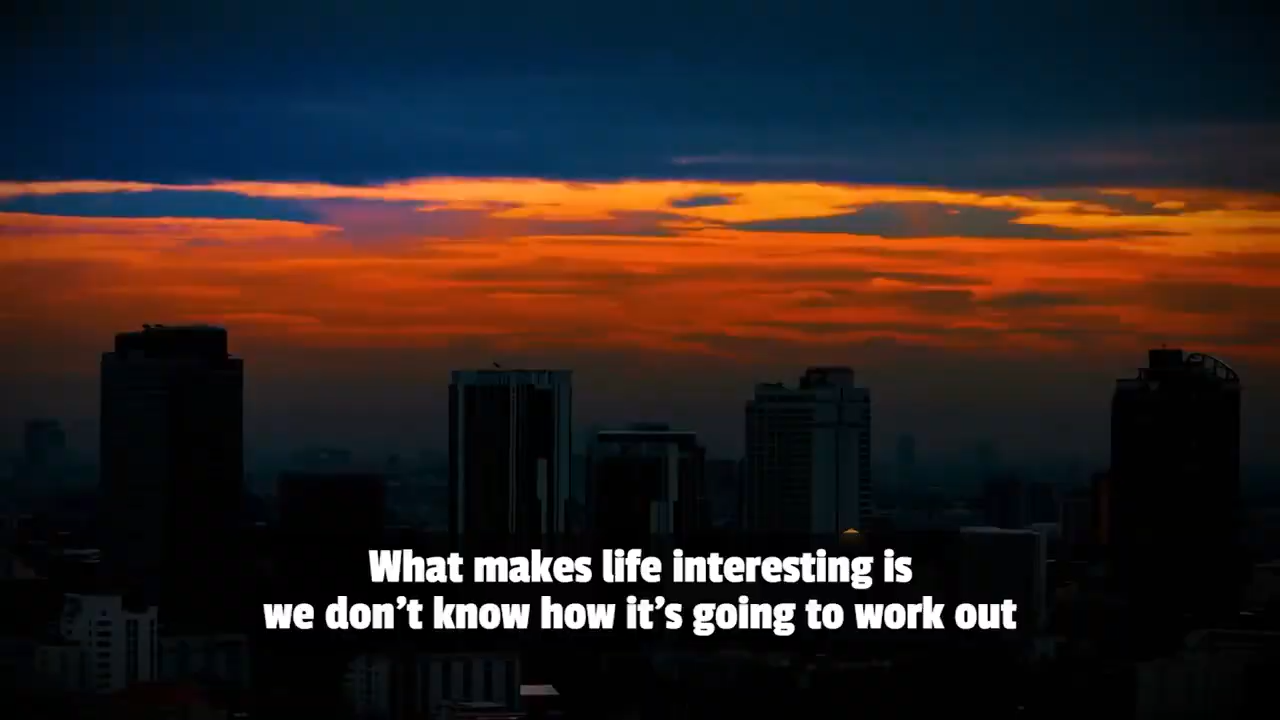 What makes life interesting is
we don’t know how it’s going to work out